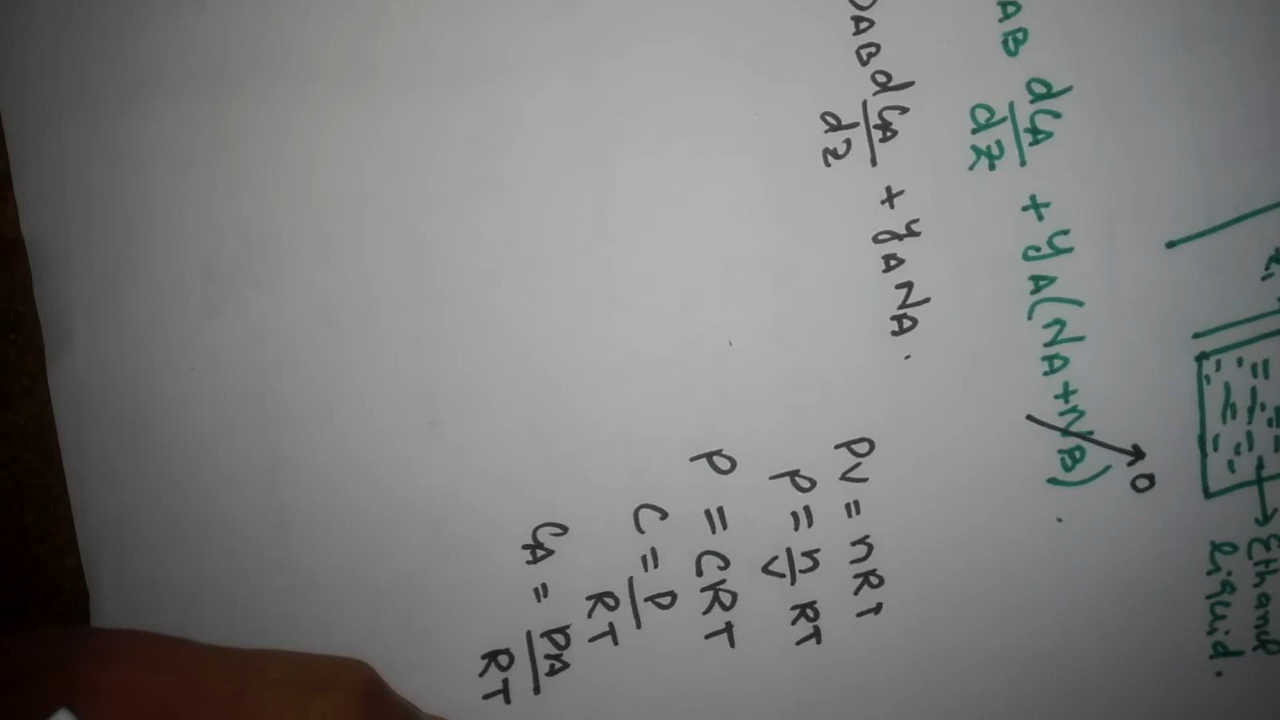 Z1
Ethanol
liquid.
AB dCA/dz + yA(NA+NB). 0
DAB dCA/dz + yANA.
PV = nRT
P = n/V RT
P = CRT
C = P/RT
CA = PA/RT